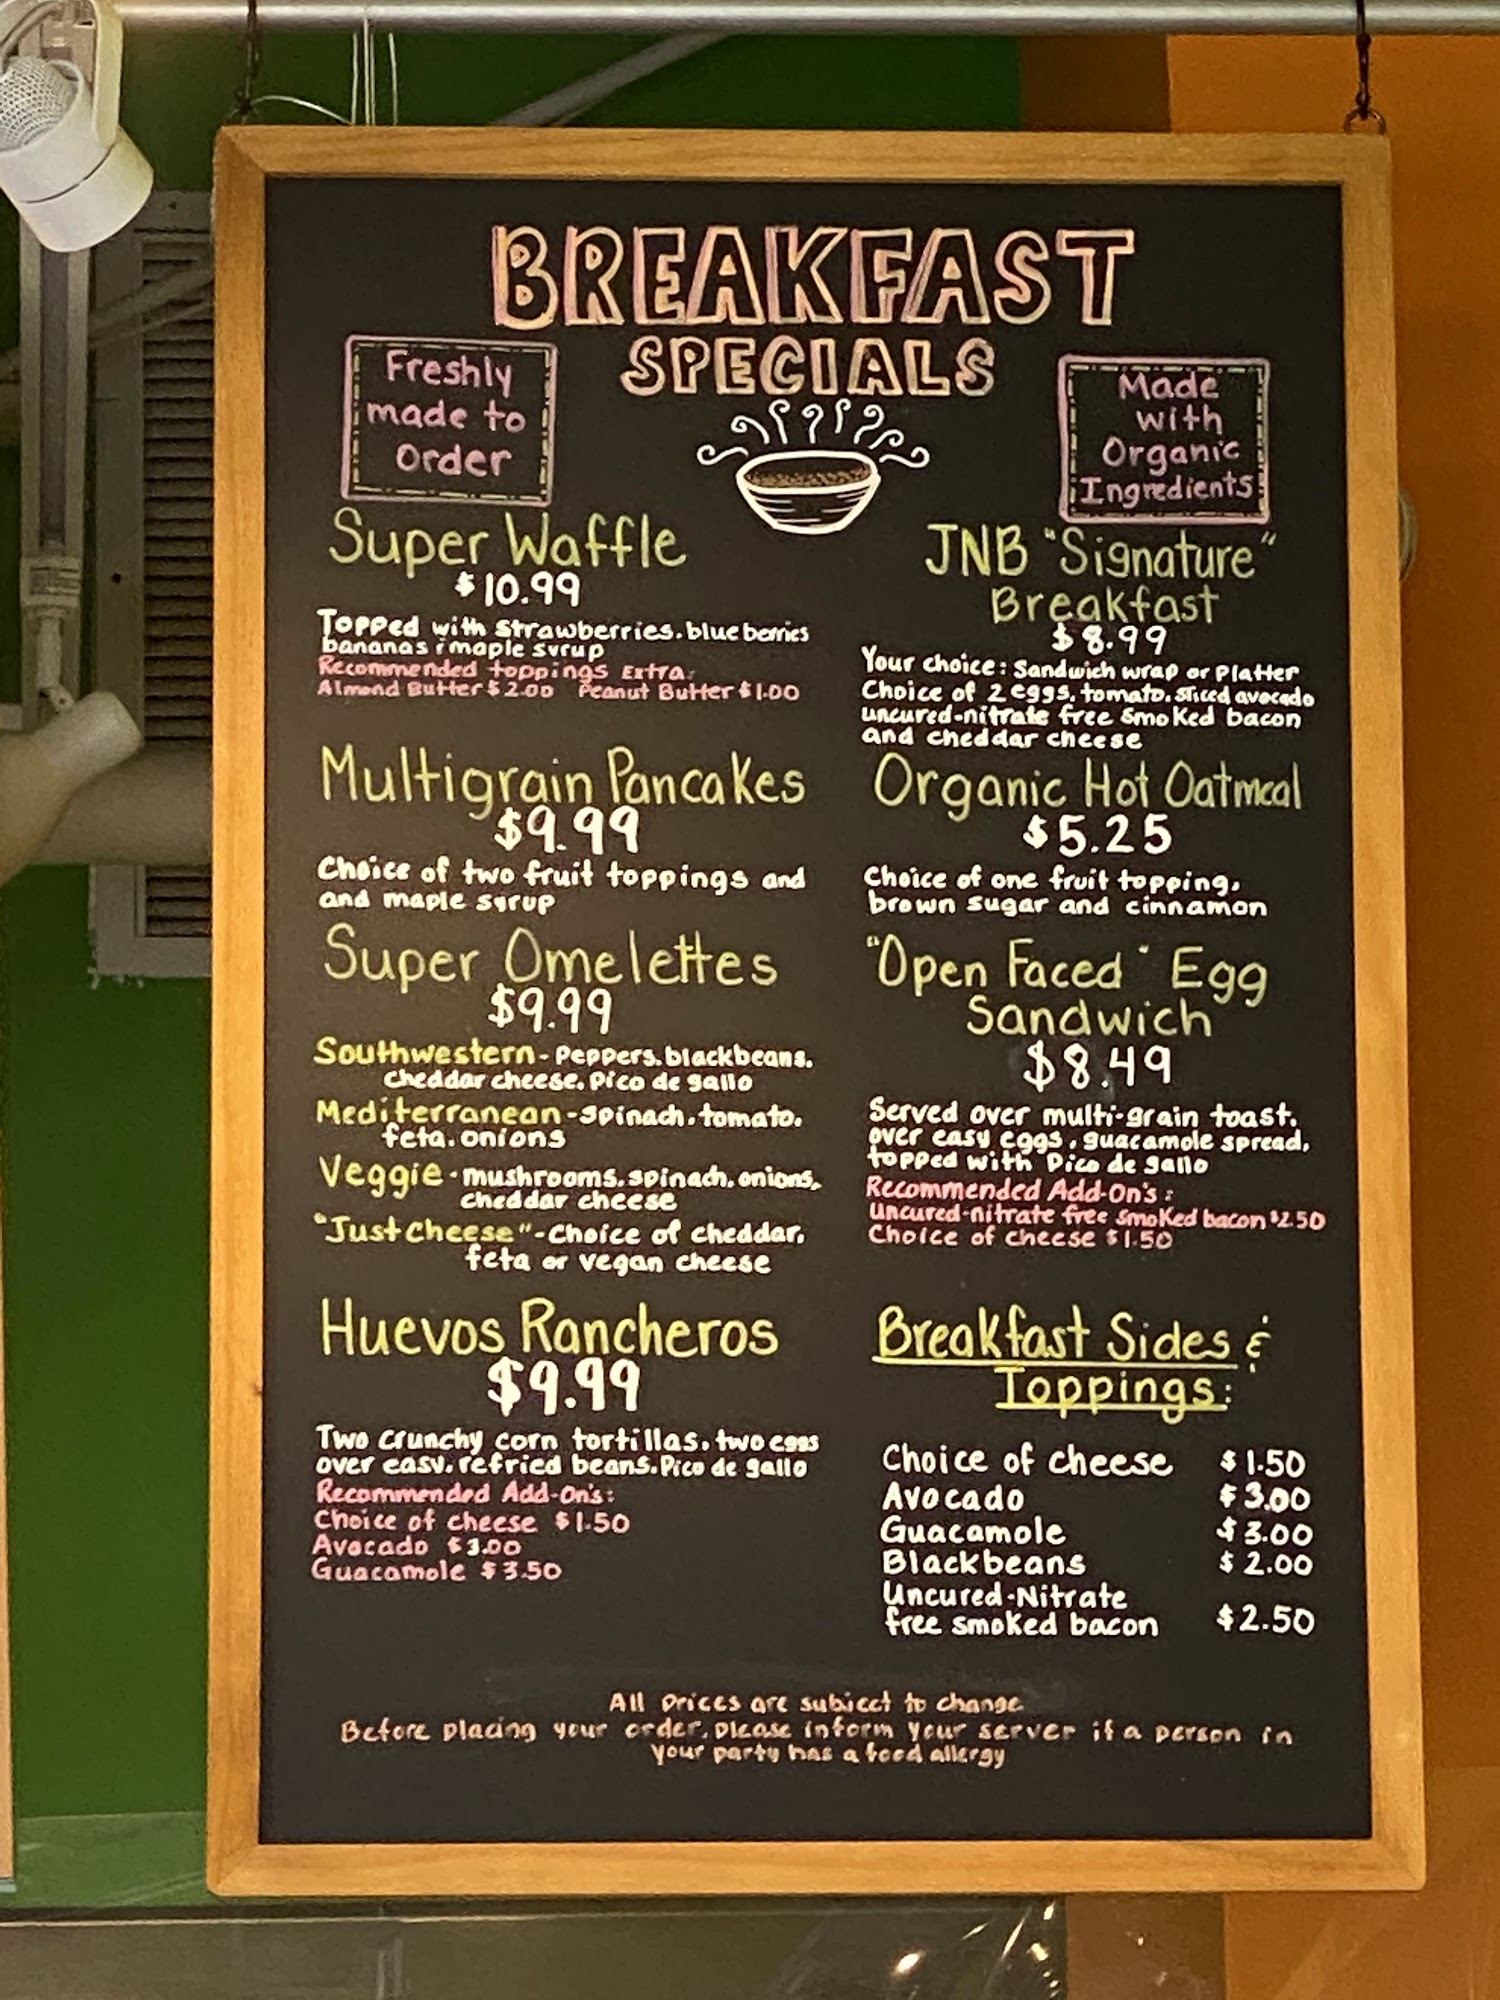 BREAKFAST
SPECIALS
Freshly
made to
order
Made
with
Organic
Ingredients
Super Waffle
$10.99
Topped with Strawberries, blueberries
bananas & maple syrup
Recommended toppings Extra:
Almond Butter $2.00 Peanut Butter $1.00
Multigrain Pancakes
$9.99
Choice of two fruit toppings and
and maple syrup
Super Omelettes
$9.99
Southwestern - Peppers, blackbeans,
cheddar cheese, Pico de gallo
Mediterranean - Spinach, tomato,
feta, onions
Veggie - mushrooms, spinach, onions,
cheddar cheese
"Just Cheese" - Choice of cheddar,
feta or vegan cheese
Huevos Rancheros
$9.99
Two crunchy corn tortillas, two eggs
over easy, refried beans, Pico de gallo
Recommended Add-On's:
Choice of cheese $1.50
Avocado $3.00
Guacamole $3.50
JNB "Signature"
Breakfast
$8.99
Your choice: Sandwich wrap or Platter
Choice of 2 eggs, tomato, sliced avocado
uncured-nitrate free Smoked bacon
and cheddar cheese
Organic Hot Oatmeal
$5.25
Choice of one fruit topping,
brown sugar and cinnamon
"Open Faced" Egg
Sandwich
$8.49
Served over multi-grain toast,
over easy eggs, guacamole spread,
topped with Pico de gallo
Recommended Add-On's:
Uncured-nitrate free smoked bacon $2.50
Choice of cheese $1.50
Breakfast Sides &
Toppings:
Choice of cheese $1.50
Avocado $3.00
Guacamole $3.00
Blackbeans $2.00
Uncured-Nitrate
free smoked bacon $2.50
All prices are subject to change
Before placing your order, please inform your server if a person in
your party has a food allergy